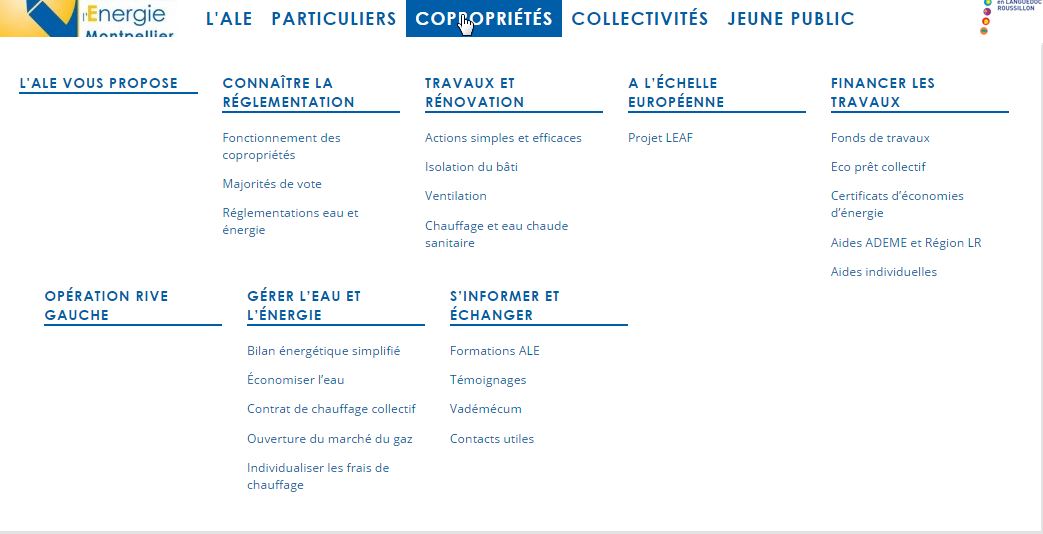 l'Energie
Montpellier
L'ALE PARTICULIERS COPROPRIÉTÉS COLLECTIVITÉS JEUNE PUBLIC
en LANGUEDOC
ROUSSILLON
L'ALE VOUS PROPOSE
CONNAÎTRE LA
RÉGLEMENTATION
Fonctionnement des
copropriétés
Majorités de vote
Réglementations eau et
énergie
TRAVAUX ET
RÉNOVATION
Actions simples et efficaces
Isolation du bâti
Ventilation
Chauffage et eau chaude
sanitaire
A L'ÉCHELLE
EUROPÉENNE
Projet LEAF
FINANCER LES
TRAVAUX
Fonds de travaux
Eco prêt collectif
Certificats d'économies
d'énergie
Aides ADEME et Région LR
Aides individuelles
OPÉRATION RIVE
GAUCHE
GÉRER L'EAU ET
L'ÉNERGIE
Bilan énergétique simplifié
Économiser l'eau
Contrat de chauffage collectif
Ouverture du marché du gaz
Individualiser les frais de
chauffage
S'INFORMER ET
ÉCHANGER
Formations ALE
Témoignages
Vadémécum
Contacts utiles